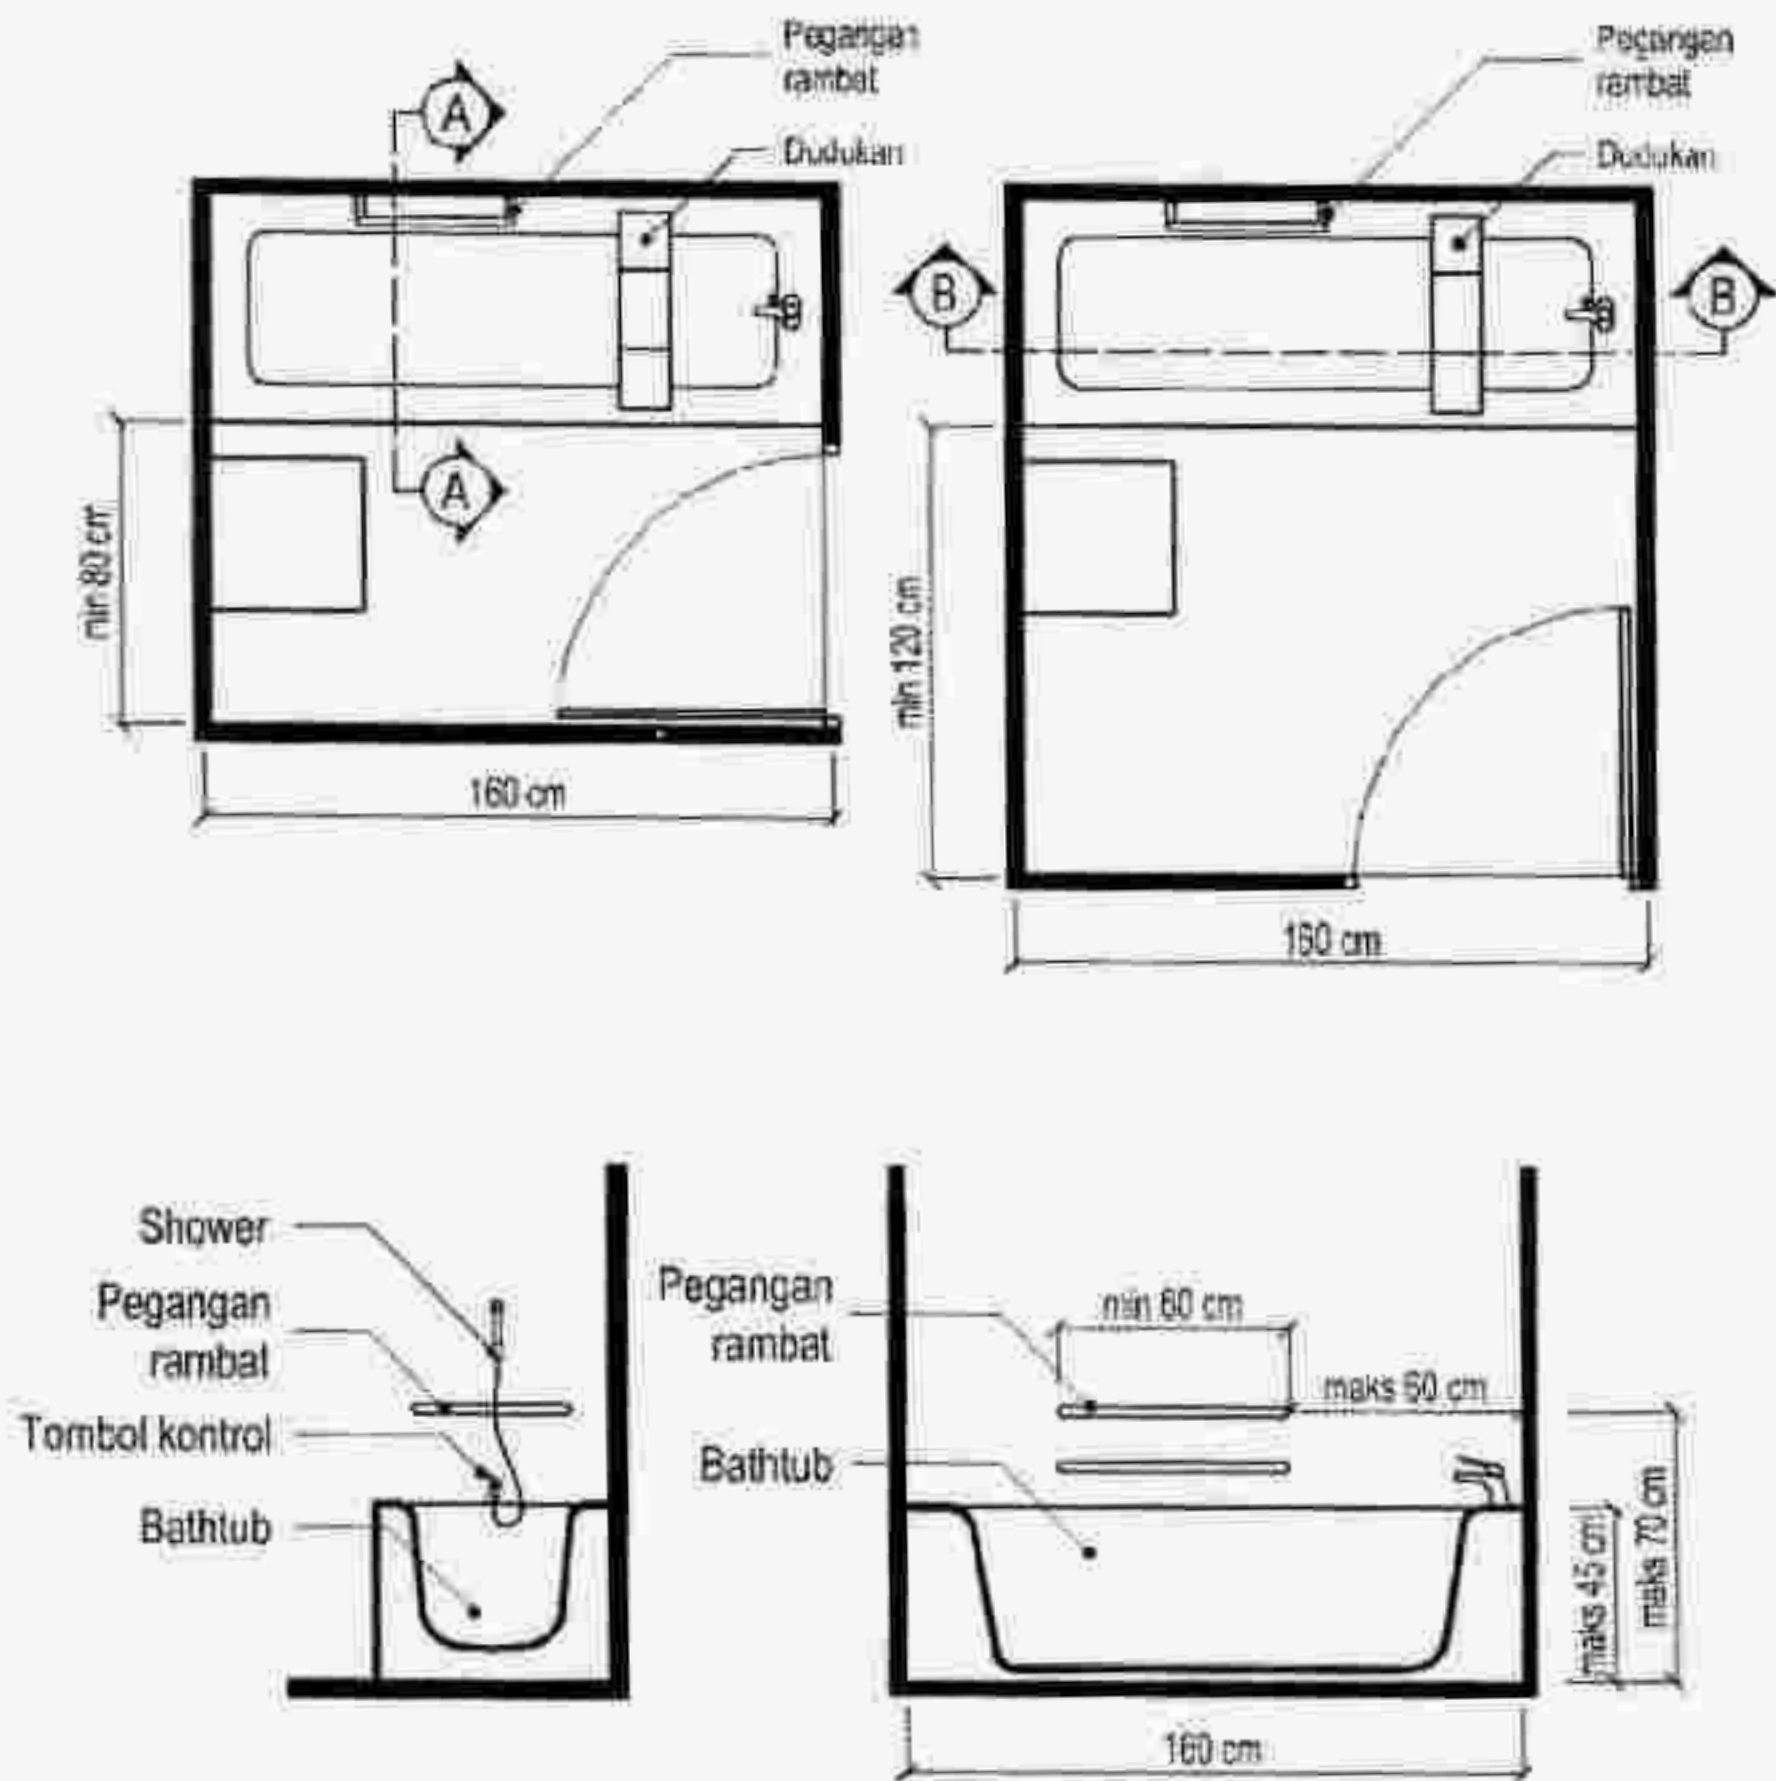 Pegangan
rambat
Dudukan
A
A
min 80 cm
160 cm
Pegangan
rambat
Dudukan
B
B
min 120 cm
160 cm
Shower
Pegangan
rambat
Tombol kontrol
Bathtub
Pegangan
rambat
Bathtub
min 60 cm
maks 60 cm
maks 45 cm
maks 70 cm
160 cm